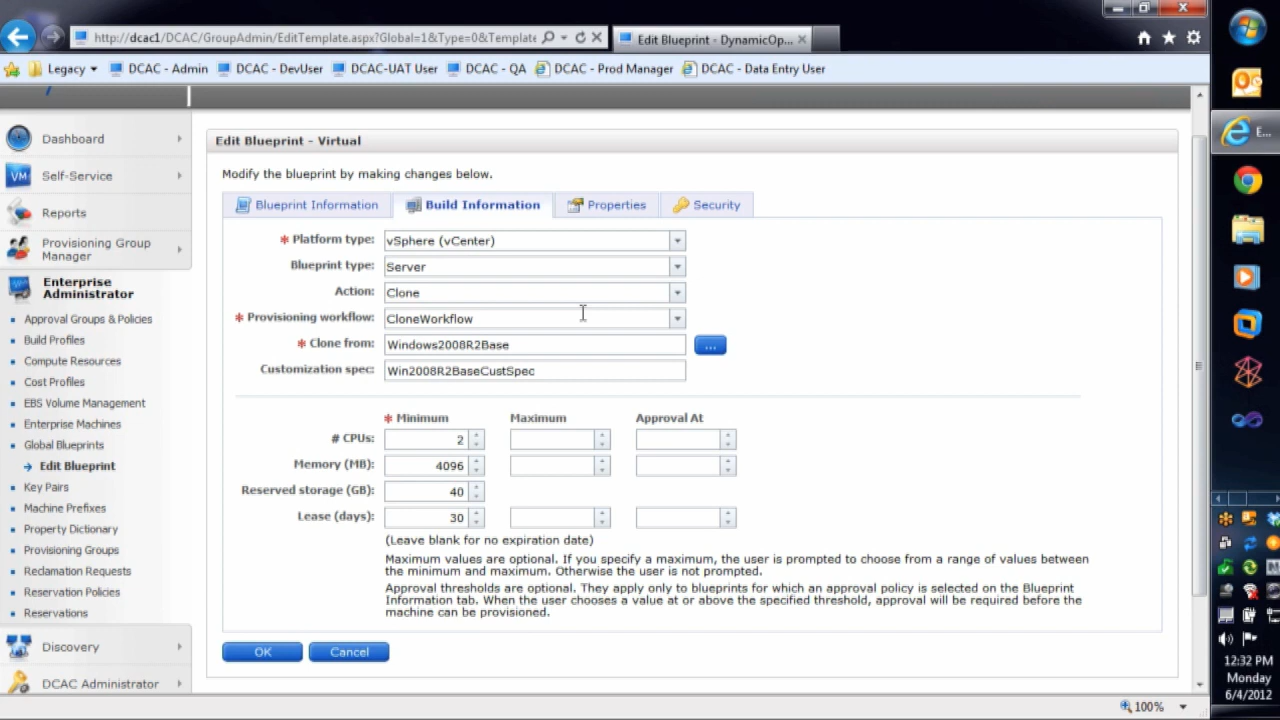 http://dcac1/DCAC/GroupAdmin/EditTemplate.aspx?Global=1&Type=0&Template
Edit Blueprint - DynamicOp...
Legacy
DCAC - Admin
DCAC - DevUser
DCAC-UAT User
DCAC - QA
DCAC - Prod Manager
DCAC - Data Entry User
E...
Dashboard
Self-Service
Reports
Provisioning Group
Manager
Enterprise
Administrator
Approval Groups & Policies
Build Profiles
Compute Resources
Cost Profiles
EBS Volume Management
Enterprise Machines
Global Blueprints
Edit Blueprint
Key Pairs
Machine Prefixes
Property Dictionary
Provisioning Groups
Reclamation Requests
Reservation Policies
Reservations
Discovery
DCAC Administrator
Edit Blueprint - Virtual
Modify the blueprint by making changes below.
Blueprint Information
Build Information
Properties
Security
* Platform type: vSphere (vCenter)
Blueprint type: Server
Action: Clone
* Provisioning workflow: CloneWorkflow
* Clone from: Windows2008R2Base ...
Customization spec: Win2008R2BaseCustSpec
* Minimum Maximum Approval At
# CPUs: 2
Memory (MB): 4096
Reserved storage (GB): 40
Lease (days): 30
(Leave blank for no expiration date)
Maximum values are optional. If you specify a maximum, the user is prompted to choose from a range of values between
the minimum and maximum. Otherwise the user is not prompted.
Approval thresholds are optional. They apply only to blueprints for which an approval policy is selected on the Blueprint
Information tab. When the user chooses a value at or above the specified threshold, approval will be required before the
machine can be provisioned.
OK
Cancel
100%
12:32 PM
Monday
6/4/2012